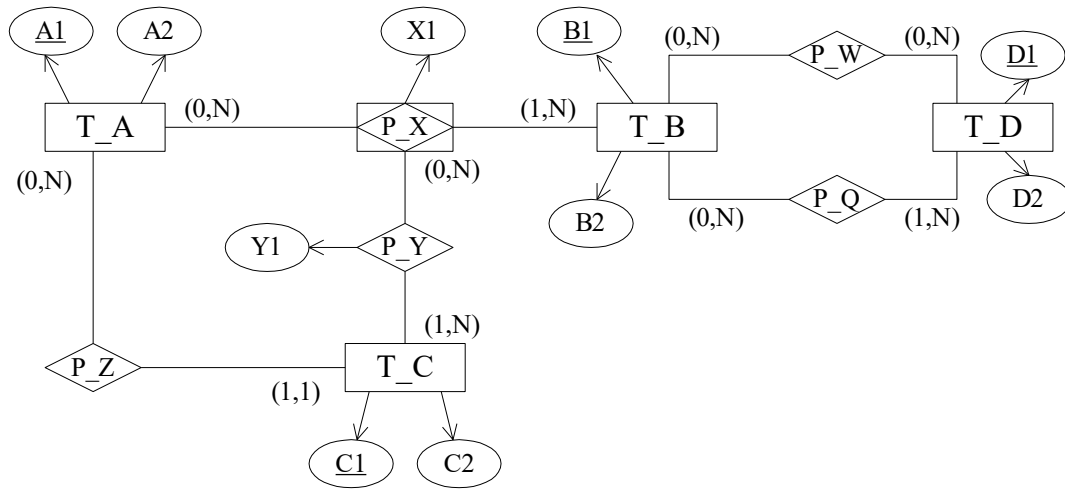 A1
A2
X1
B1
(0,N)
P_W
(0,N)
D1
T_A
(0,N)
P_X
(1,N)
T_B
T_D
(0,N)
(0,N)
B2
(0,N)
P_Q
(1,N)
D2
Y1
P_Y
(1,N)
P_Z
(1,1)
T_C
C1
C2